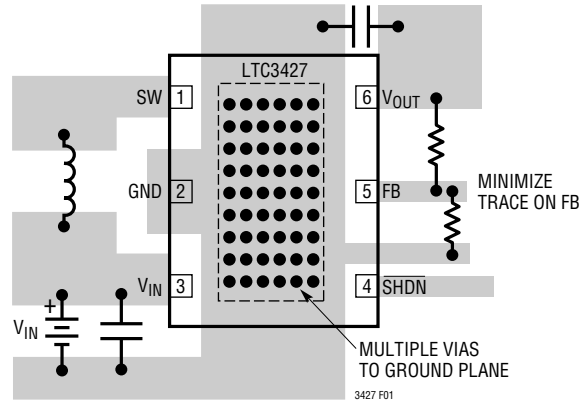 LTC3427
SW 1
6 VOUT
GND 2
5 FB
MINIMIZE
TRACE ON FB
VIN 3
4 SHDN
+
VIN
MULTIPLE VIAS
TO GROUND PLANE
3427 F01